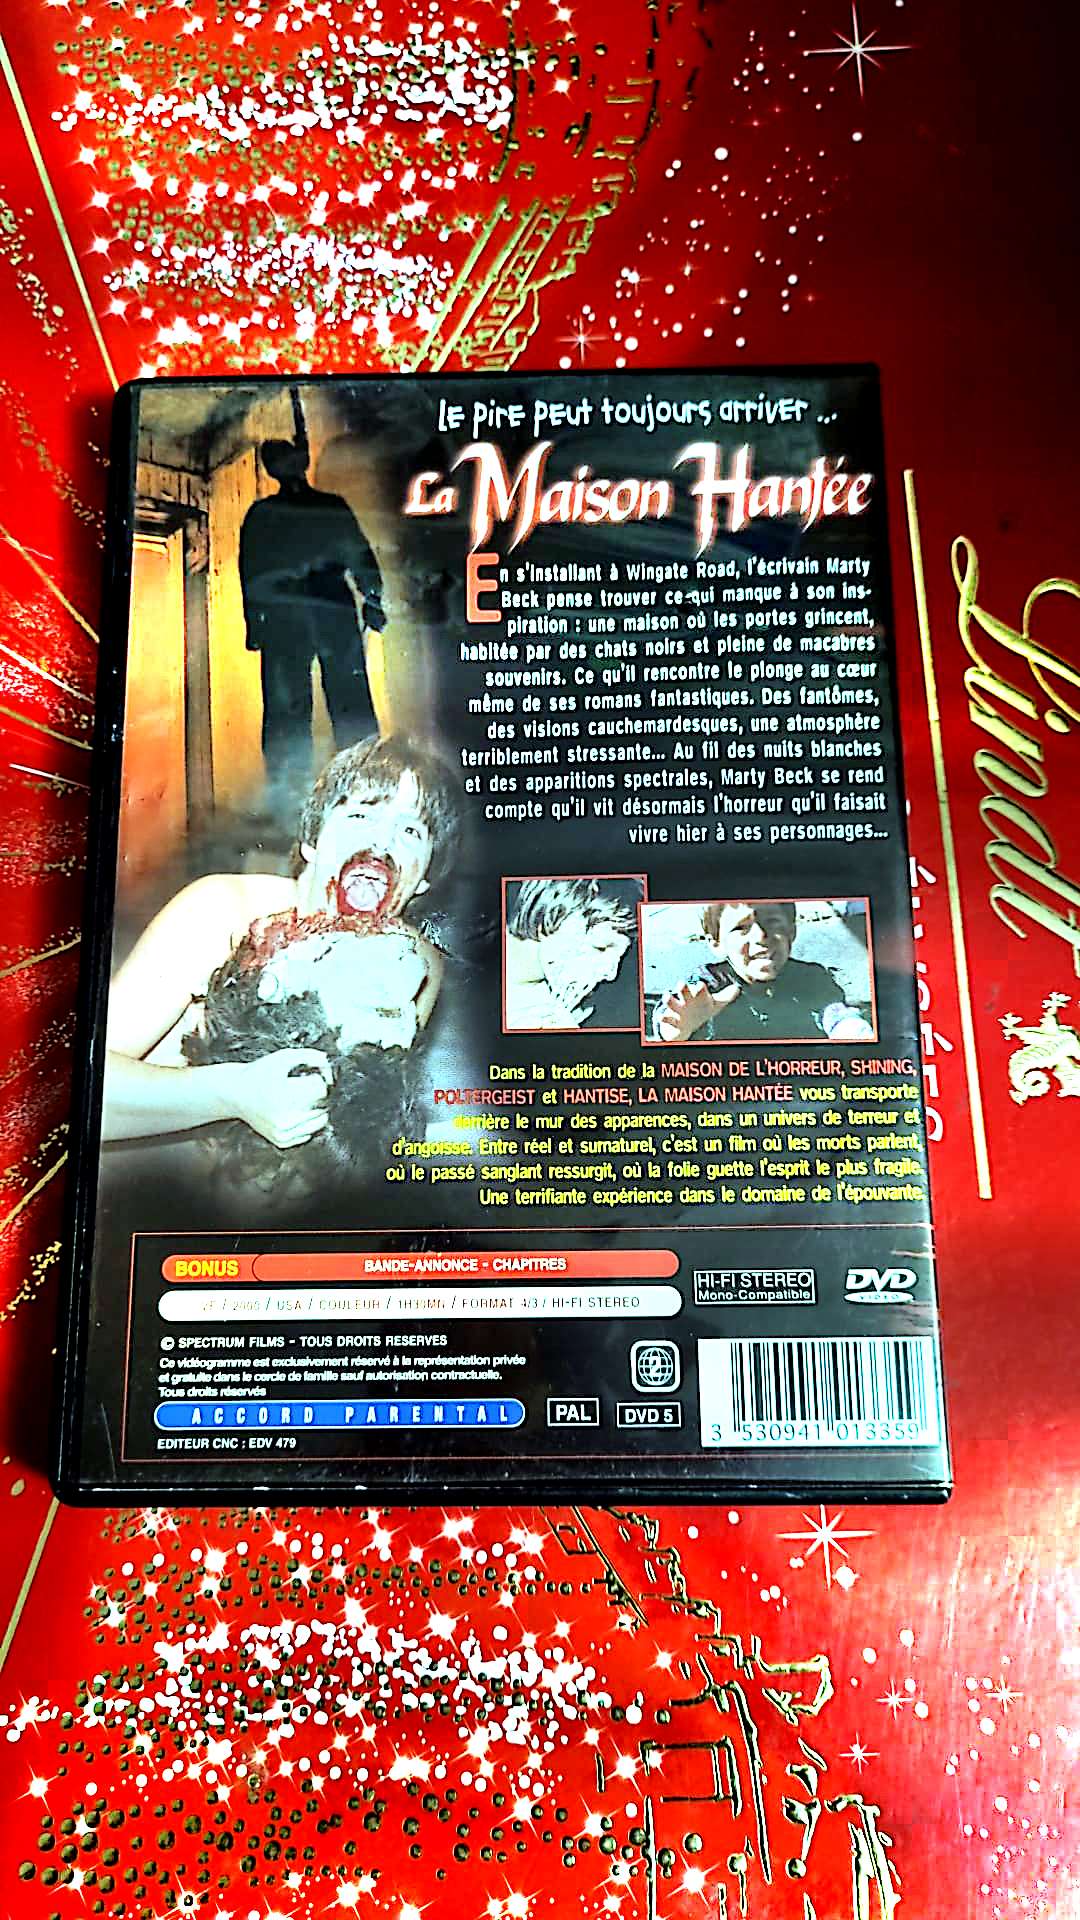 LE PIRE PEUT toujours arriver ...
La Maison Hantée
En s'installant à Wingate Road, l'écrivain Marty
Beck pense trouver ce qui manque à son ins-
piration : une maison où les portes grincent,
habitée par des chats noirs et pleine de macabres
souvenirs. Ce qu'il rencontre le plonge au cœur
même de ses romans fantastiques. Des fantômes,
des visions cauchemardesques, une atmosphère
terriblement stressante... Au fil des nuits blanches
et des apparitions spectrales, Marty Beck se rend
compte qu'il vit désormais l'horreur qu'il faisait
vivre hier à ses personnages...
Dans la tradition de la MAISON DE L'HORREUR, SHINING,
POLTERGEIST et HANTISE, LA MAISON HANTÉE vous transporte
derrière le mur des apparences, dans un univers de terreur et
d'angoisse. Entre réel et surnaturel, c'est un film où les morts parlent,
où le passé sanglant ressurgit, où la folie guette l'esprit le plus fragile.
Une terrifiante expérience dans le domaine de l'épouvante.
BONUS BANDE-ANNONCE - CHAPITRES
/ USA / COULEUR / 1H30MN / FORMAT 4/3 / HI-FI STEREO
HI-FI STEREO
Mono-Compatible
DVD
VIDEO
© SPECTRUM FILMS - TOUS DROITS RESERVES
Ce vidéogramme est exclusivement réservé à la représentation privée
et gratuite dans le cercle de famille sauf autorisation contractuelle.
Tous droits réservés
ACCORD PARENTAL
EDITEUR CNC : EDV 479
2
PAL
DVD 5
3 530941 013359
Lindt